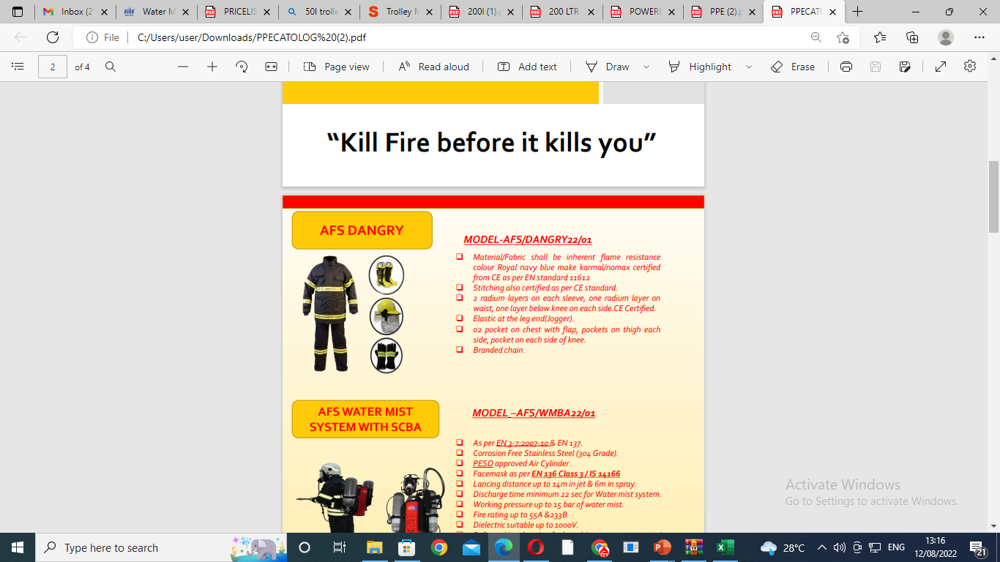 Inbox (2
Water M
PRICELIS
50l trolle
Trolley M
200l (1).p
200 LTR
POWERC
PPE (2).p
PPECATO
File
C:/Users/user/Downloads/PPECATOLOG%20(2).pdf
2 of 4
Page view
Read aloud
Add text
Draw
Highlight
Erase
“Kill Fire before it kills you”
AFS DANGRY
MODEL-AFS/DANGRY22/01
Material/Fabric shall be inherent flame resistance
colour Royal navy blue make karmal/nomax certified
from CE as per EN standard 11612
Stitching also certified as per CE standard.
2 radium layers on each sleeve, one radium layer on
waist, one layer below knee on each side.CE Certified.
Elastic at the leg end(Jogger).
02 pocket on chest with flap, pockets on thigh each
side, pocket on each side of knee.
Branded chain.
AFS WATER MIST
SYSTEM WITH SCBA
MODEL –AFS/WMBA22/01
As per EN 3-7:2007-10 & EN 137.
Corrosion Free Stainless Steel (304 Grade).
PESO approved Air Cylinder .
Facemask as per EN 136 Class 3 / IS 14166
Lancing distance up to 14m in jet & 6m in spray.
Discharge time minimum 22 sec for Water mist system.
Working pressure up to 15 bar of water mist.
Fire rating up to 55A &233B.
Dielectric suitable up to 1000V.
Activate Windows
Go to Settings to activate Windows.
Type here to search
28°C
ENG
13:16
12/08/2022
21